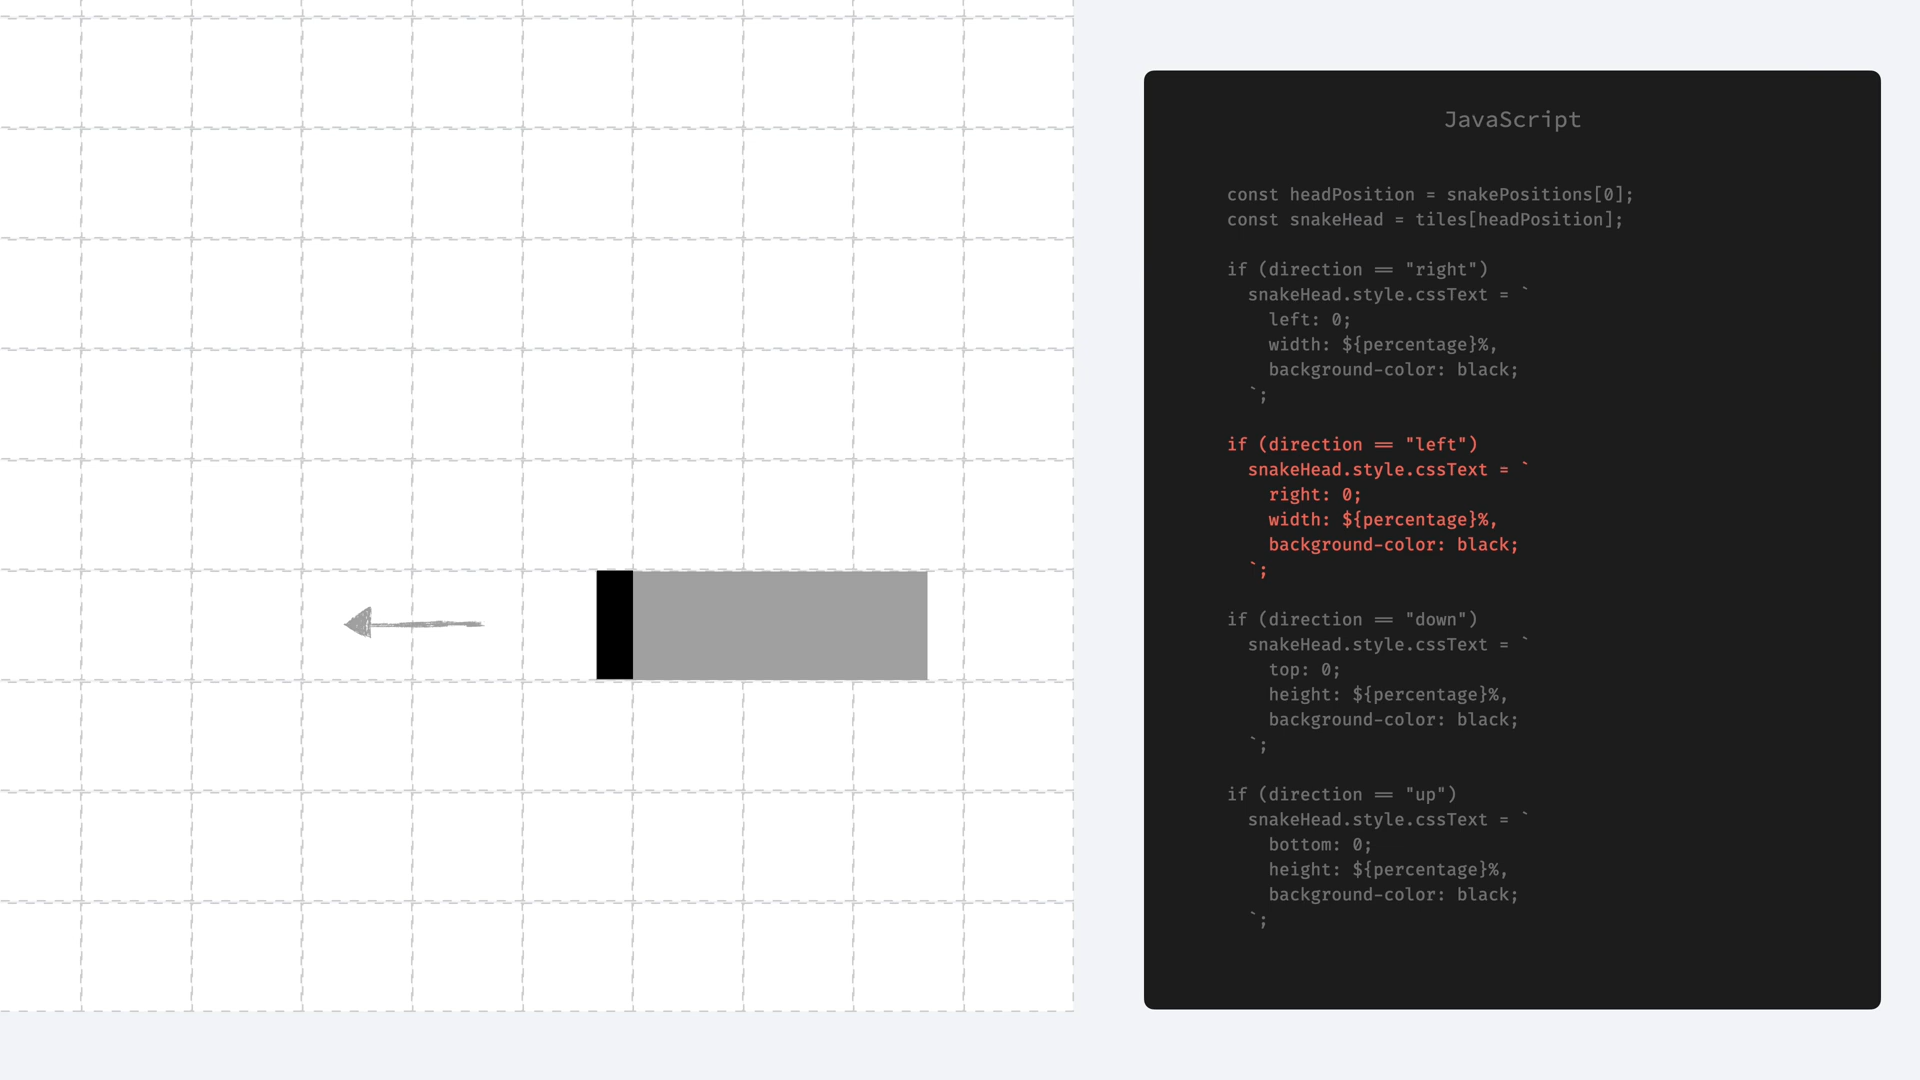 JavaScript
const headPosition = snakePositions[0];
const snakeHead = tiles[headPosition];
if (direction == "right")
snakeHead.style.cssText = `
left: 0;
width: ${percentage}%,
background-color: black;
`;
if (direction == "left")
snakeHead.style.cssText = `
right: 0;
width: ${percentage}%,
background-color: black;
`;
if (direction == "down")
snakeHead.style.cssText = `
top: 0;
height: ${percentage}%,
background-color: black;
`;
if (direction == "up")
snakeHead.style.cssText = `
bottom: 0;
height: ${percentage}%,
background-color: black;
`;